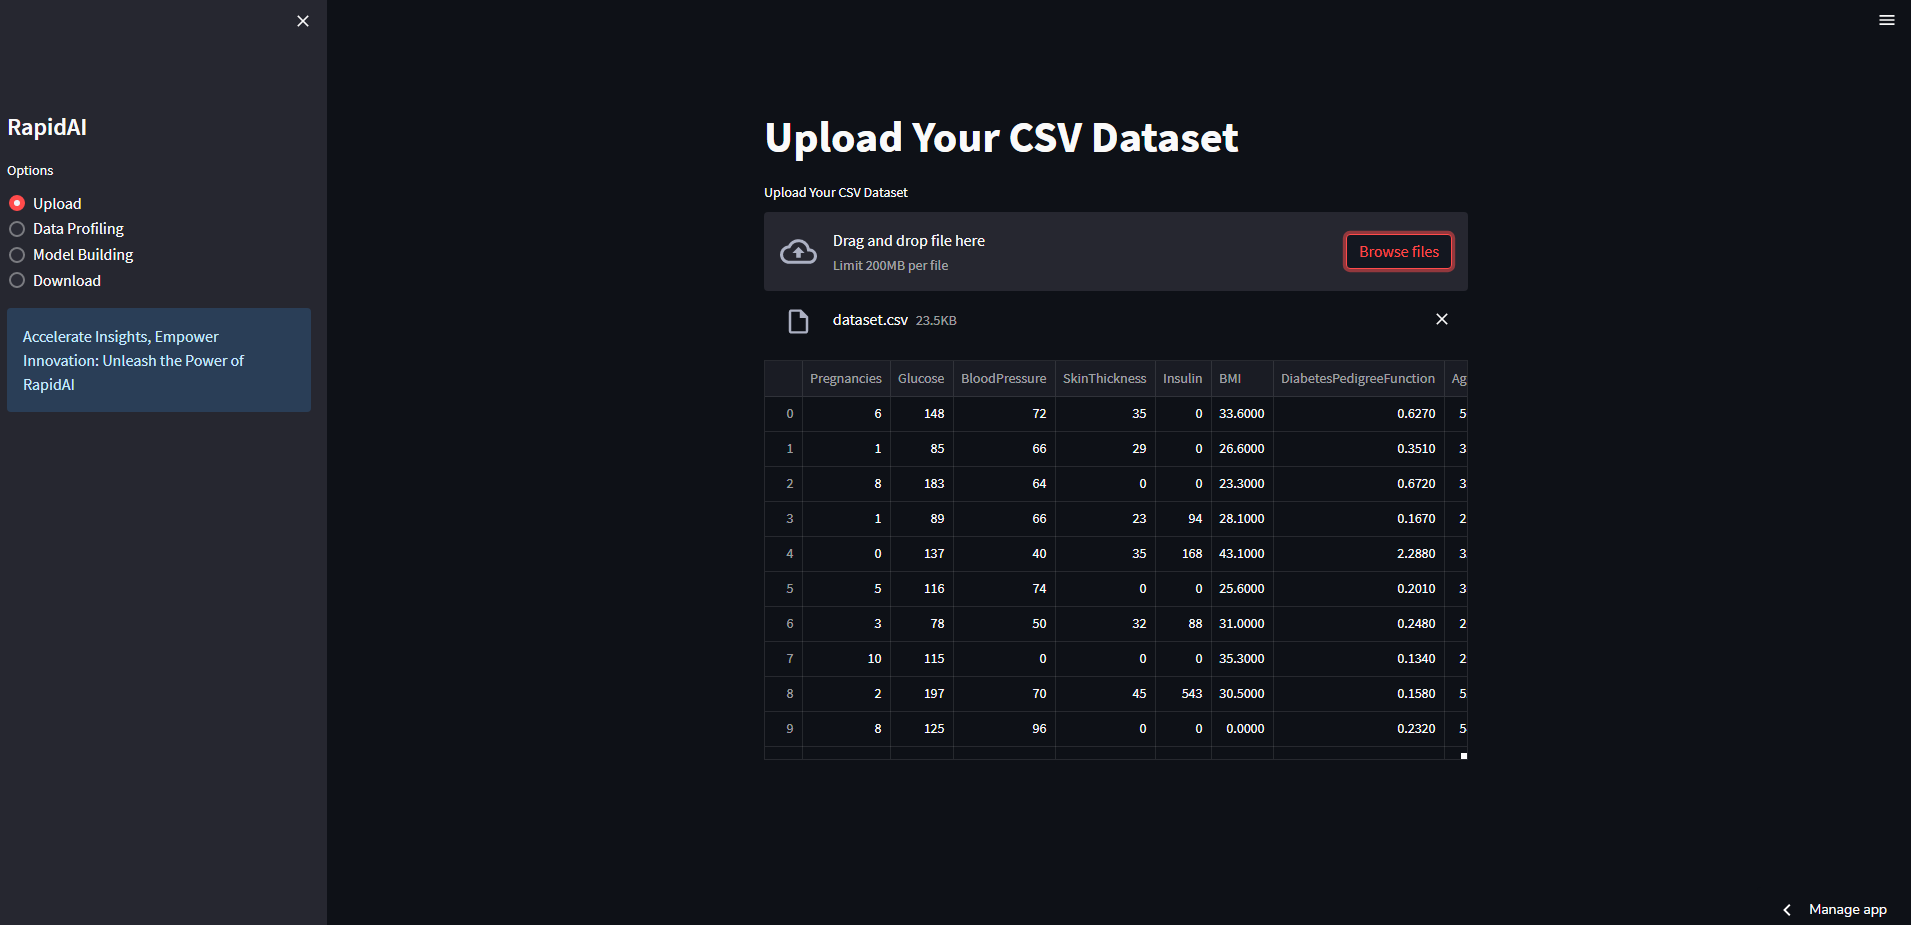 RapidAI
Options
Upload
Data Profiling
Model Building
Download
Accelerate Insights, Empower
Innovation: Unleash the Power of
RapidAI
Upload Your CSV Dataset
Upload Your CSV Dataset
Drag and drop file here
Limit 200MB per file
Browse files
dataset.csv 23.5KB
Pregnancies Glucose BloodPressure SkinThickness Insulin BMI DiabetesPedigreeFunction Ag
0 6 148 72 35 0 33.6000 0.6270 5
1 1 85 66 29 0 26.6000 0.3510 3
2 8 183 64 0 0 23.3000 0.6720 3
3 1 89 66 23 94 28.1000 0.1670 2
4 0 137 40 35 168 43.1000 2.2880 3
5 5 116 74 0 0 25.6000 0.2010 3
6 3 78 50 32 88 31.0000 0.2480 2
7 10 115 0 0 0 35.3000 0.1340 2
8 2 197 70 45 543 30.5000 0.1580 5
9 8 125 96 0 0 0.0000 0.2320 5
Manage app